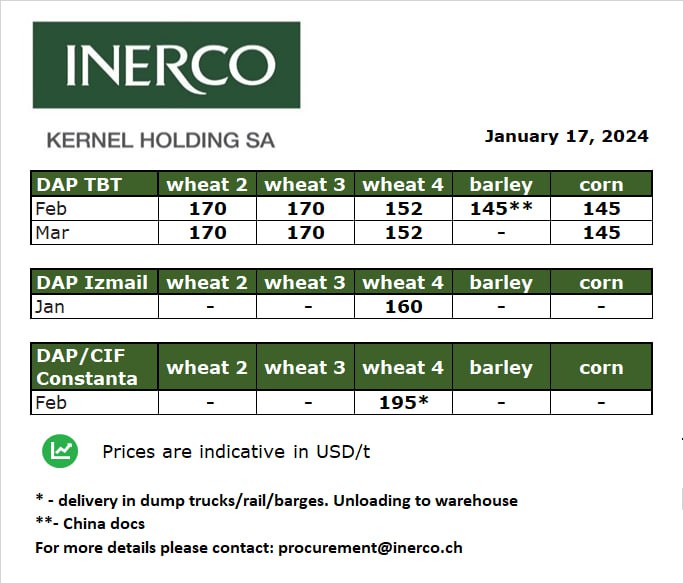 INERCO
KERNEL HOLDING SA
January 17, 2024
DAP TBT wheat 2 wheat 3 wheat 4 barley corn
Feb 170 170 152 145** 145
Mar 170 170 152 - 145
DAP Izmail wheat 2 wheat 3 wheat 4 barley corn
Jan - - 160 - -
DAP/CIF
Constanta wheat 2 wheat 3 wheat 4 barley corn
Feb - - 195* - -
Prices are indicative in USD/t
* - delivery in dump trucks/rail/barges. Unloading to warehouse
**- China docs
For more details please contact: procurement@inerco.ch